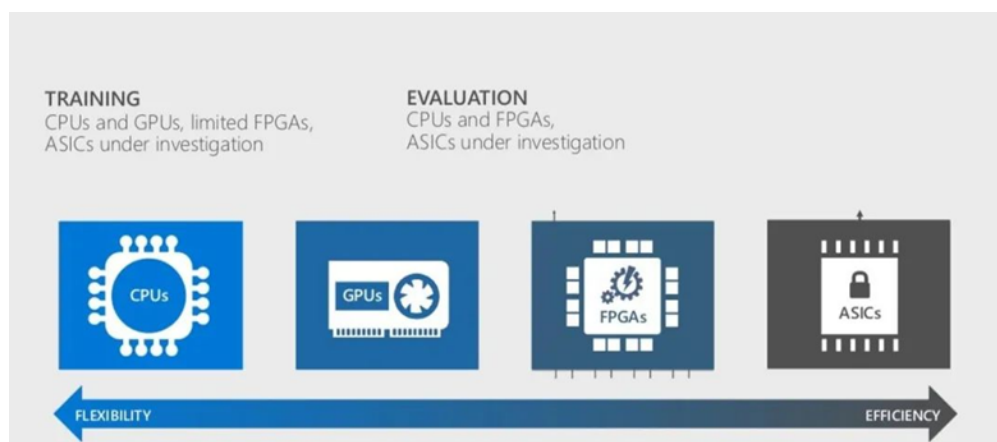 TRAINING
CPUs and GPUs, limited FPGAs,
ASICs under investigation
EVALUATION
CPUs and FPGAs,
ASICs under investigation
CPUs
GPUs
FPGAs
ASICs
FLEXIBILITY
EFFICIENCY